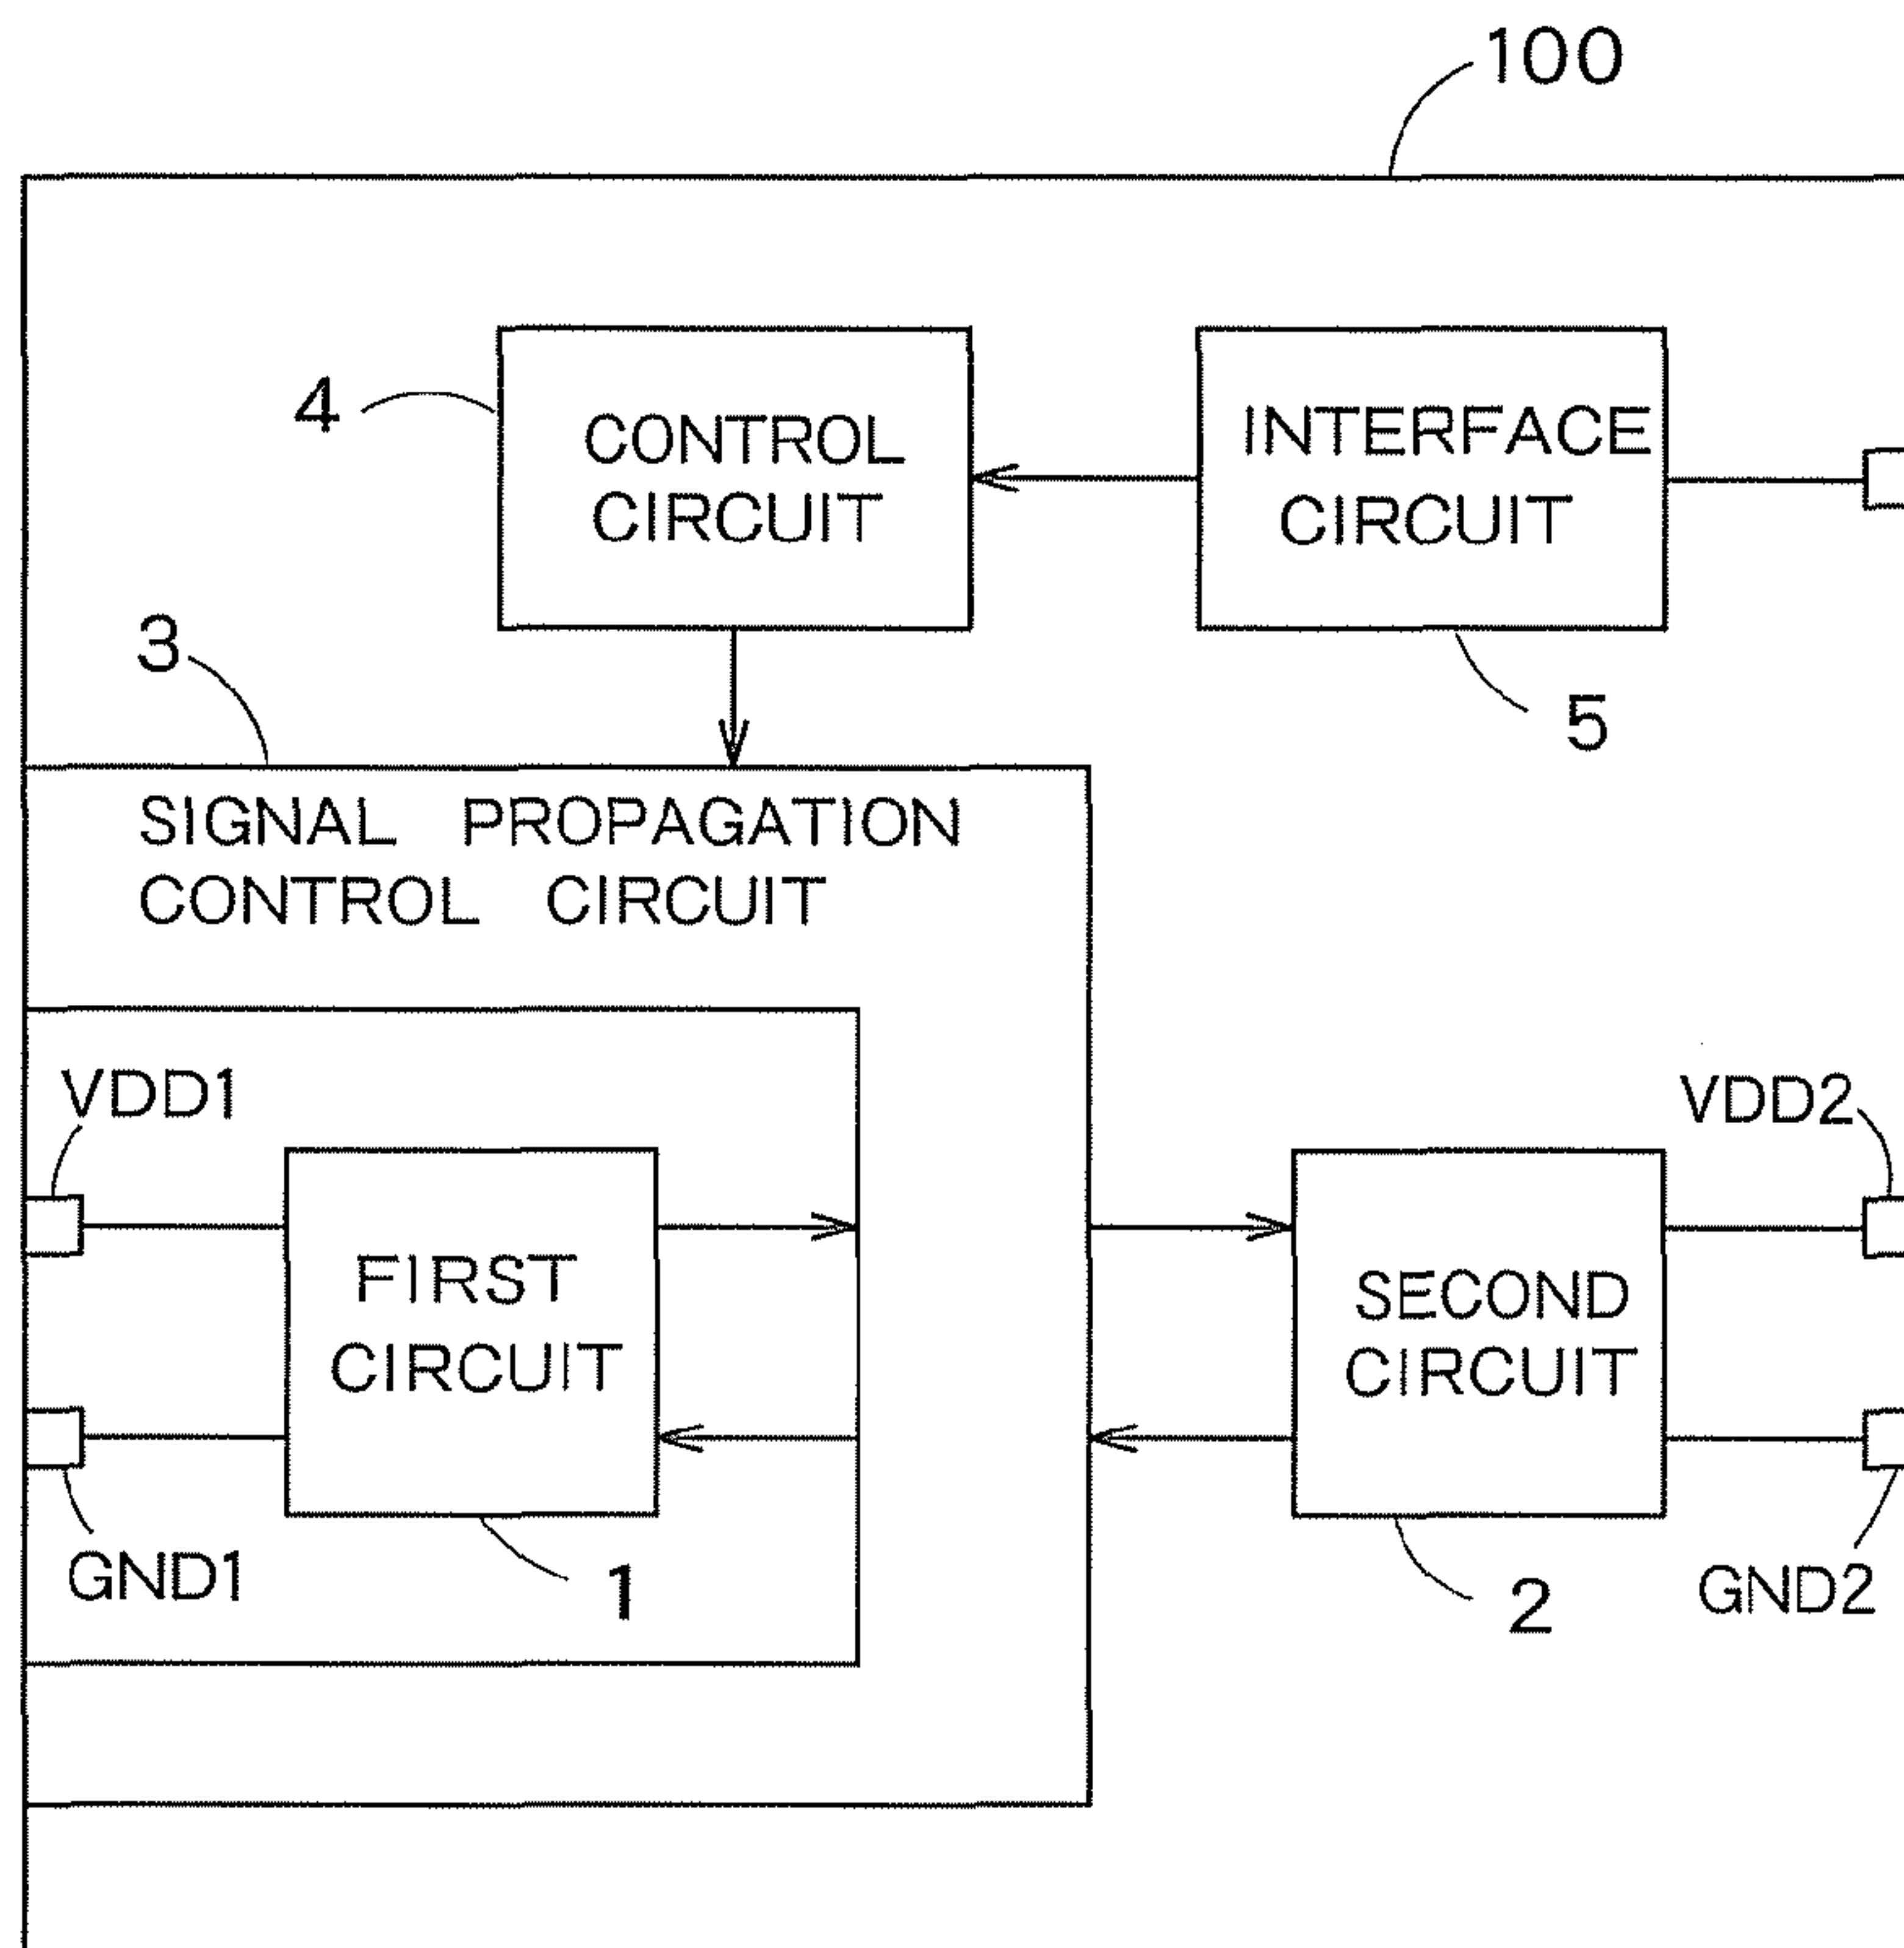 100
4
CONTROL
CIRCUIT
INTERFACE
CIRCUIT
3
5
SIGNAL PROPAGATION
CONTROL CIRCUIT
VDD1
VDD2
FIRST
CIRCUIT
SECOND
CIRCUIT
GND1
1
2
GND2